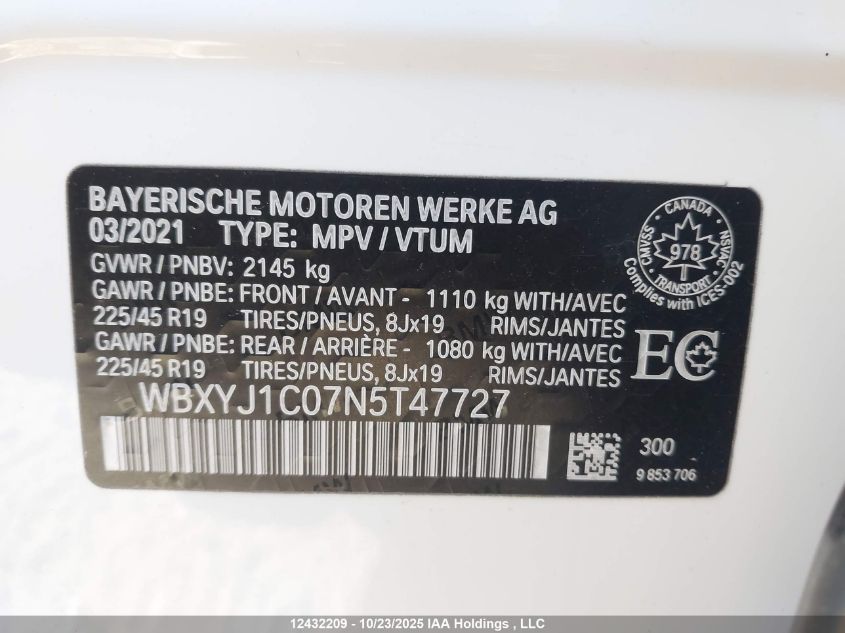 BAYERISCHE MOTOREN WERKE AG
03/2021 TYPE: MPV / VTUM
GVWR / PNBV: 2145 kg
GAWR / PNBE: FRONT / AVANT - 1110 kg WITH/AVEC
225/45 R19 TIRES/PNEUS, 8Jx19 RIMS/JANTES
GAWR / PNBE: REAR / ARRIÈRE - 1080 kg WITH/AVEC
225/45 R19 TIRES/PNEUS, 8Jx19 RIMS/JANTES
WBXYJ1C07N5T47727
CANADA
CMVSS 978 NSVAC
TRANSPORT
Complies with ICES-002
EC
300
9 853 706
12432209 - 10/23/2025 IAA Holdings , LLC